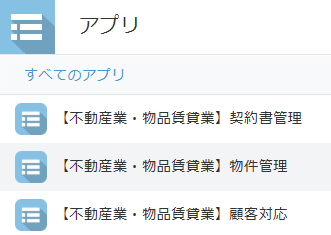 アプリ
すべてのアプリ
【不動産業・物品賃貸業】契約書管理
【不動産業・物品賃貸業】物件管理
【不動産業・物品賃貸業】顧客対応